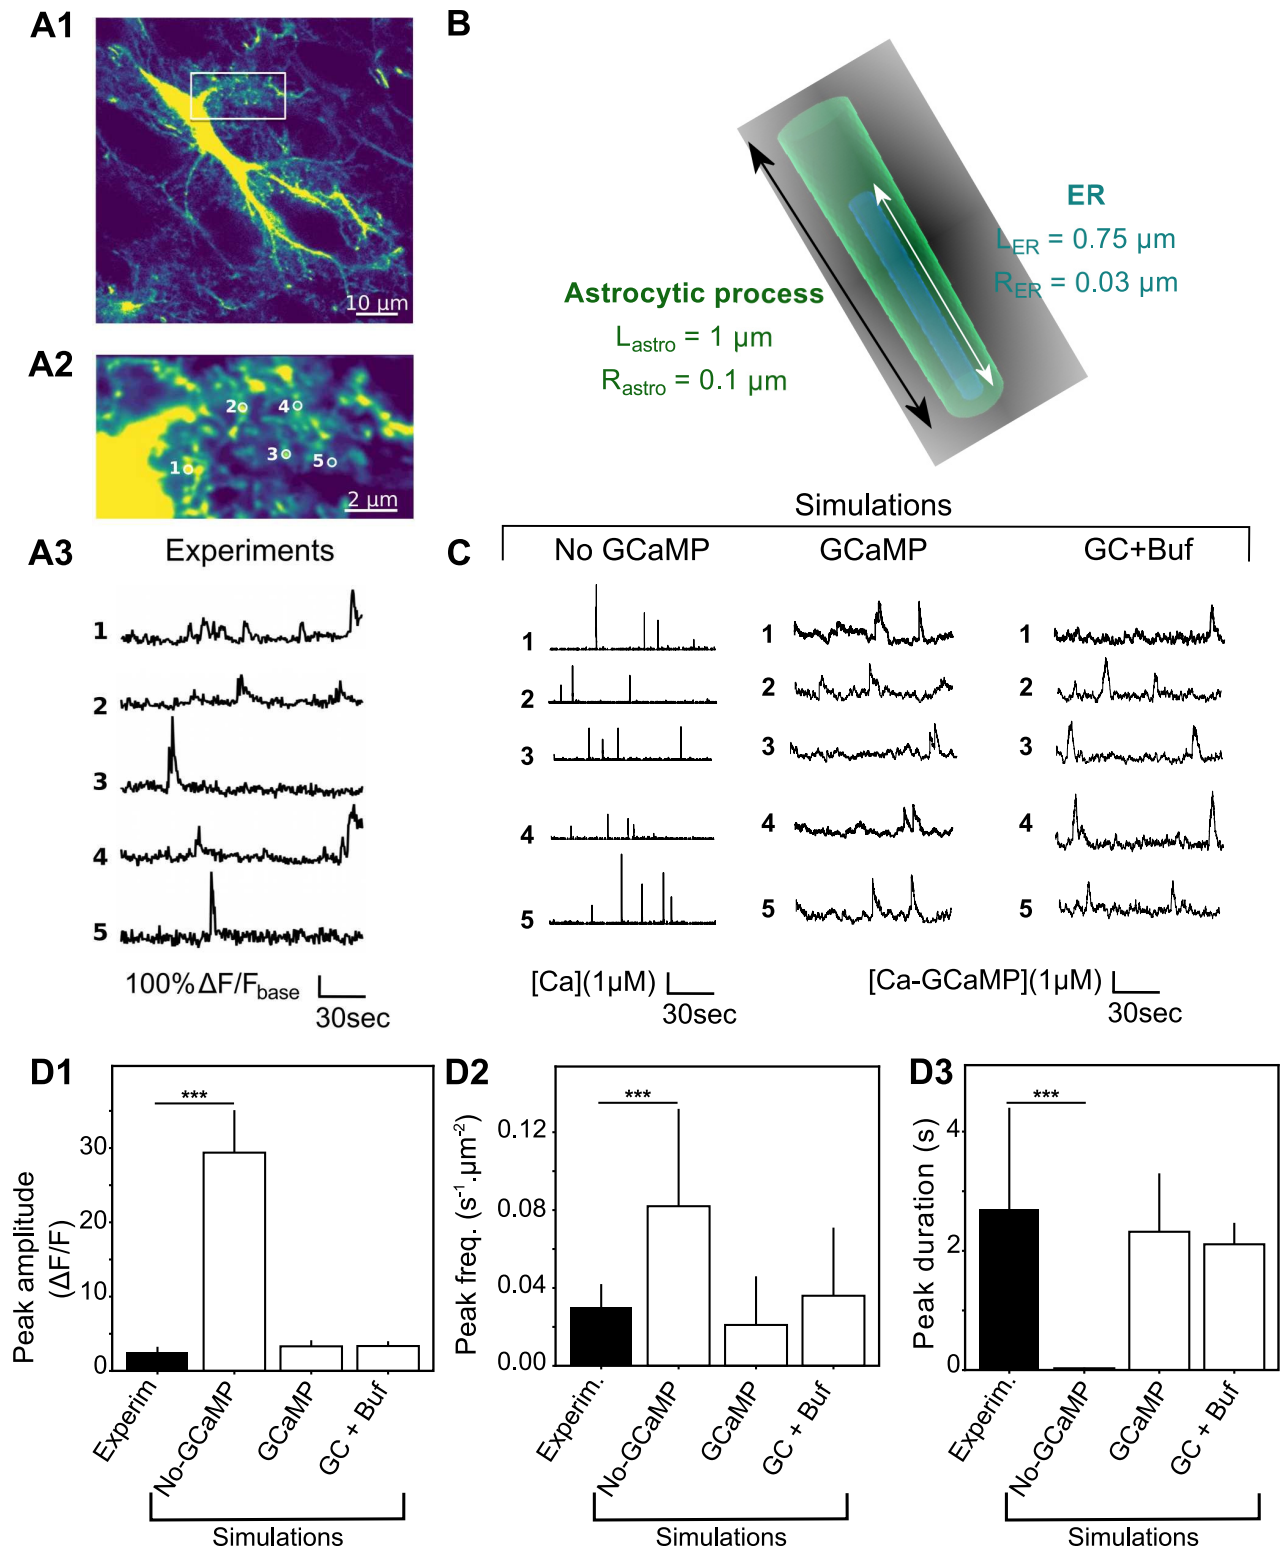 A1
10 μm
A2
2
4
3
5
1
2 μm
B
ER
L_ER = 0.75 μm
R_ER = 0.03 μm
Astrocytic process
L_astro = 1 μm
R_astro = 0.1 μm
A3
Experiments
1
2
3
4
5
100% ΔF/F_base
30sec
Simulations
C
No GCaMP
GCaMP
GC+Buf
1
2
3
4
5
1
2
3
4
5
1
2
3
4
5
[Ca](1μM)
30sec
[Ca-GCaMP](1μM)
30sec
D1
***
Peak amplitude
(ΔF/F)
30
20
10
0
Experim.
No-GCaMP
GCaMP
GC + Buf
Simulations
D2
***
Peak freq. (s⁻¹.μm⁻²)
0.12
0.08
0.04
0.00
Experim.
No-GCaMP
GCaMP
GC + Buf
Simulations
D3
***
Peak duration (s)
4
2
0
Experim.
No-GCaMP
GCaMP
GC + Buf
Simulations